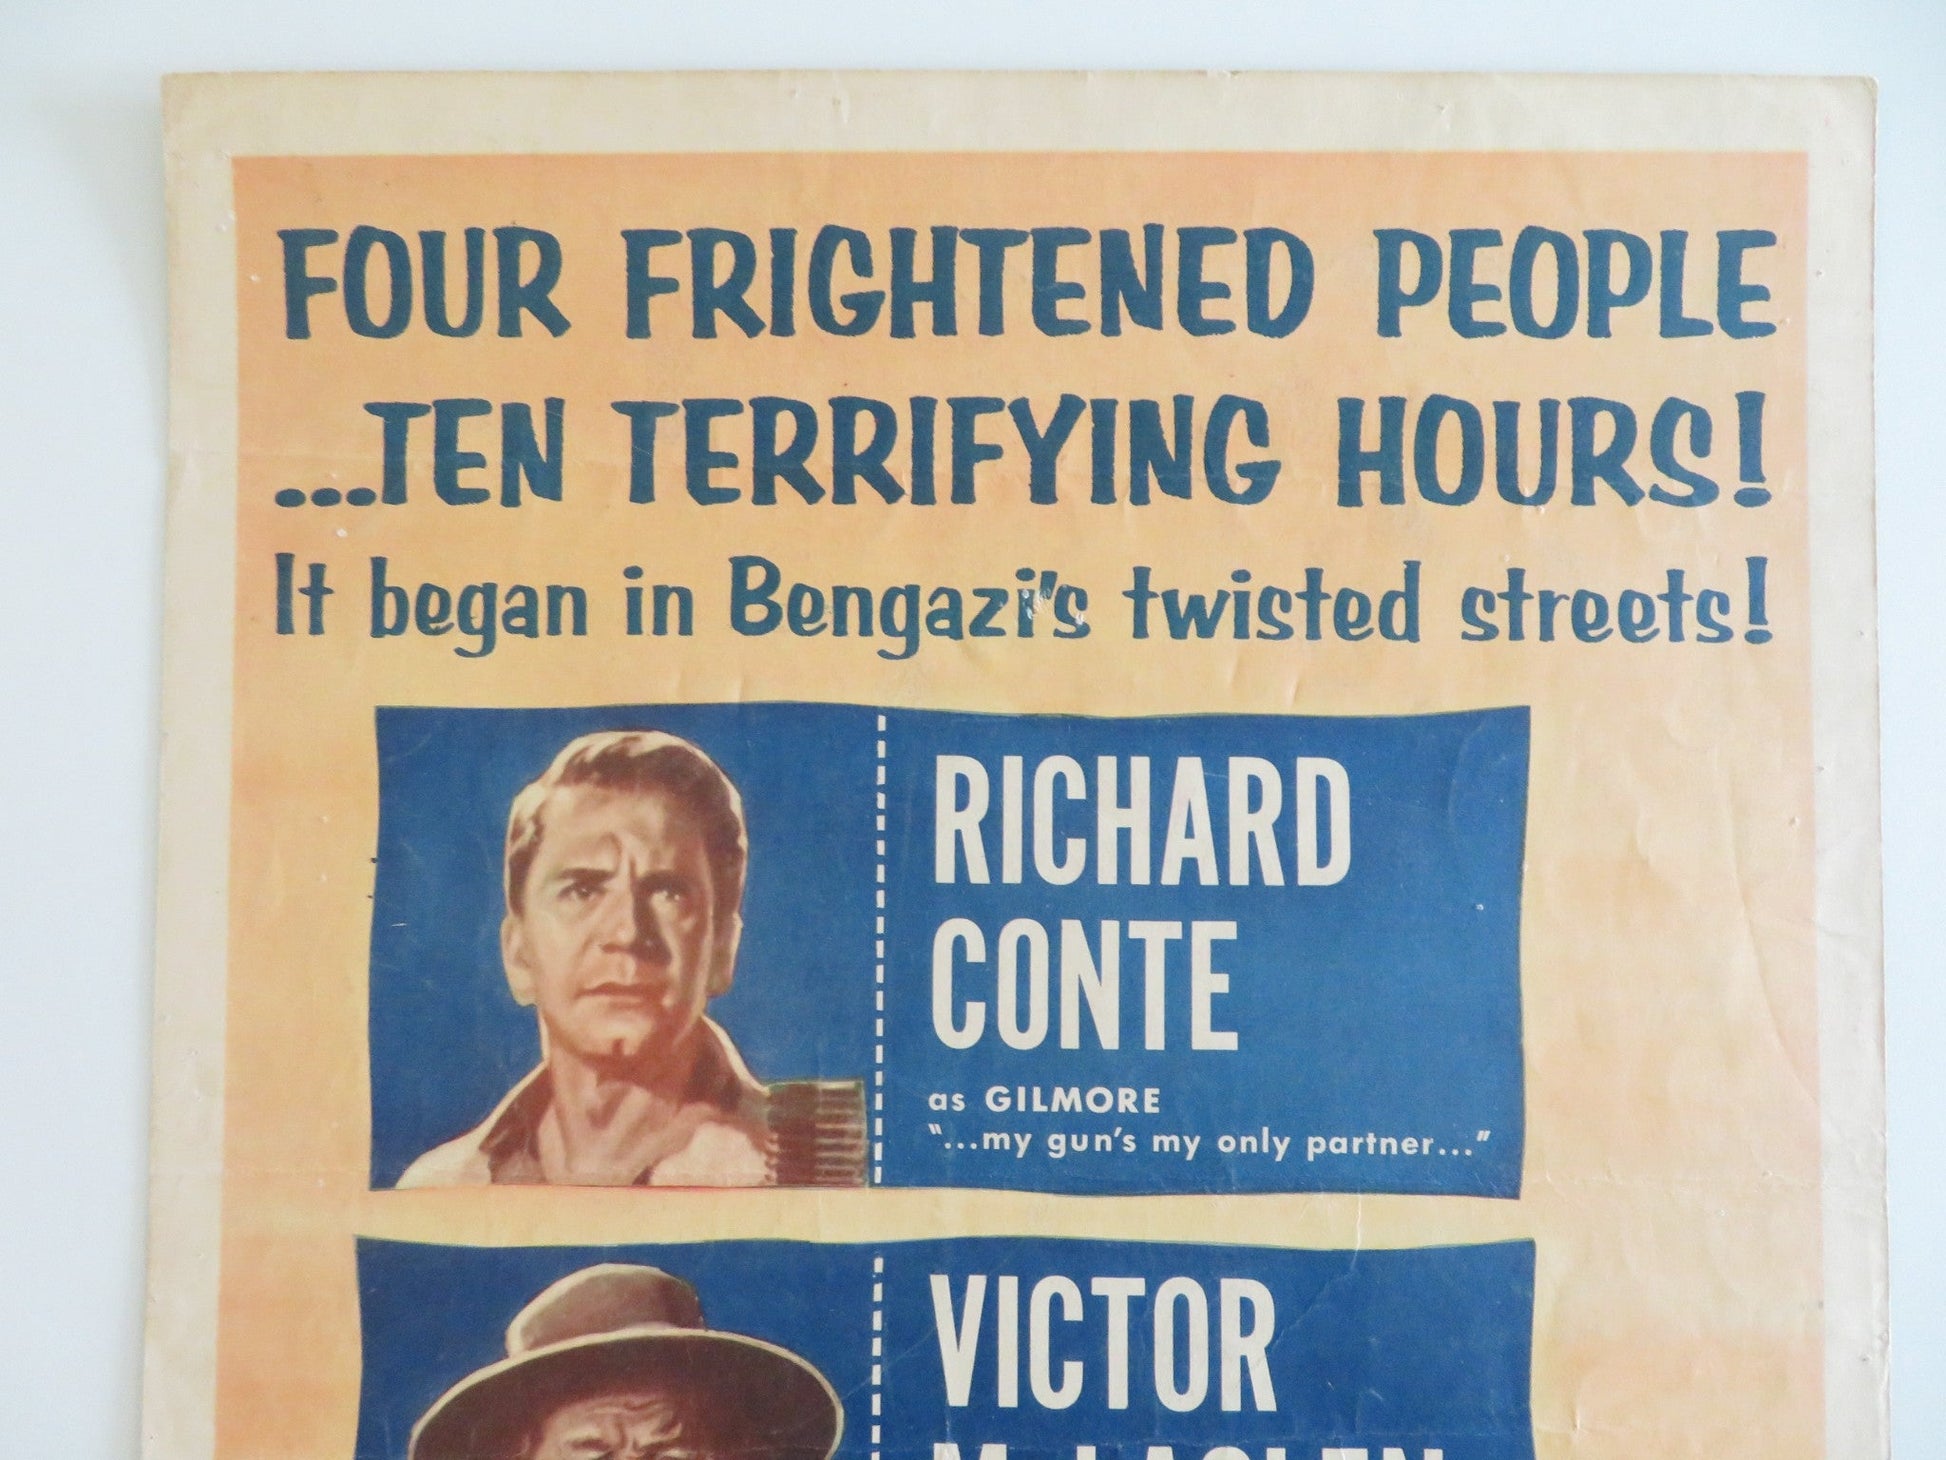 FOUR FRIGHTENED PEOPLE
...TEN TERRIFYING HOURS!
It began in Bengazi's twisted streets!
RICHARD
CONTE
as GILMORE
"...my gun's my only partner..."
VICTOR
McLAGLEN